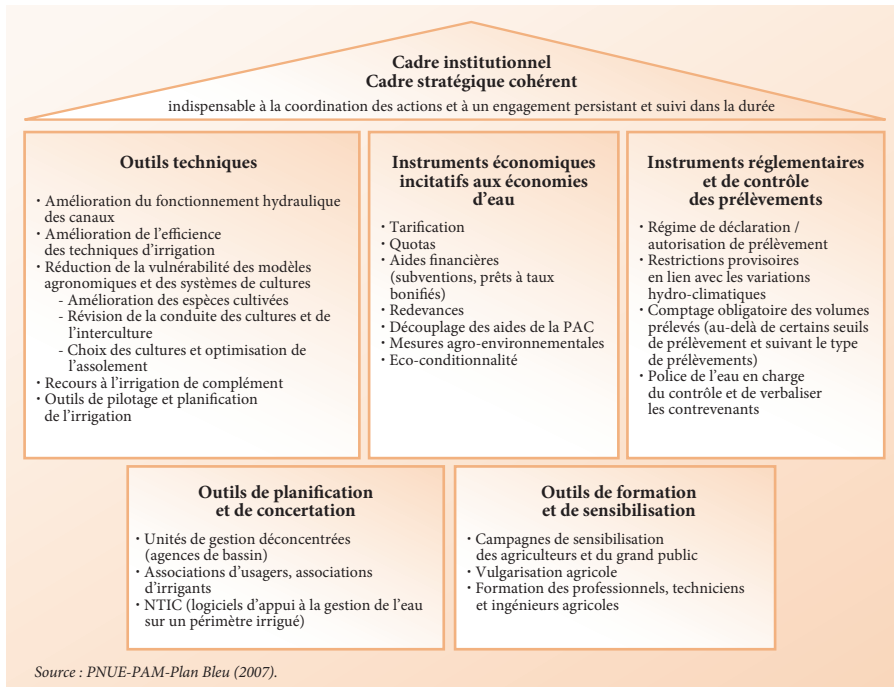 Cadre institutionnel
Cadre stratégique cohérent
indispensable à la coordination des actions et à un engagement persistant et suivi dans la durée
Outils techniques
· Amélioration du fonctionnement hydraulique
des canaux
· Amélioration de l'efficience
des techniques d'irrigation
· Réduction de la vulnérabilité des modèles
agronomiques et des systèmes de cultures
- Amélioration des espèces cultivées
- Révision de la conduite des cultures et de
l'interculture
- Choix des cultures et optimisation de
l'assolement
· Recours à l'irrigation de complément
· Outils de pilotage et planification
de l'irrigation
Instruments économiques
incitatifs aux économies
d'eau
· Tarification
· Quotas
· Aides financières
(subventions, prêts à taux
bonifiés)
· Redevances
· Découplage des aides de la PAC
· Mesures agro-environnementales
· Eco-conditionnalité
Instruments réglementaires
et de contrôle
des prélèvements
· Régime de déclaration /
autorisation de prélèvement
· Restrictions provisoires
en lien avec les variations
hydro-climatiques
· Comptage obligatoire des volumes
prélevés (au-delà de certains seuils
de prélèvement et suivant le type
de prélèvements)
· Police de l'eau en charge
du contrôle et de verbaliser
les contrevenants
Outils de planification
et de concertation
· Unités de gestion déconcentrées
(agences de bassin)
· Associations d'usagers, associations
d'irrigants
· NTIC (logiciels d'appui à la gestion de l'eau
sur un périmètre irrigué)
Outils de formation
et de sensibilisation
· Campagnes de sensibilisation
des agriculteurs et du grand public
· Vulgarisation agricole
· Formation des professionnels, techniciens
et ingénieurs agricoles
Source : PNUE-PAM-Plan Bleu (2007).